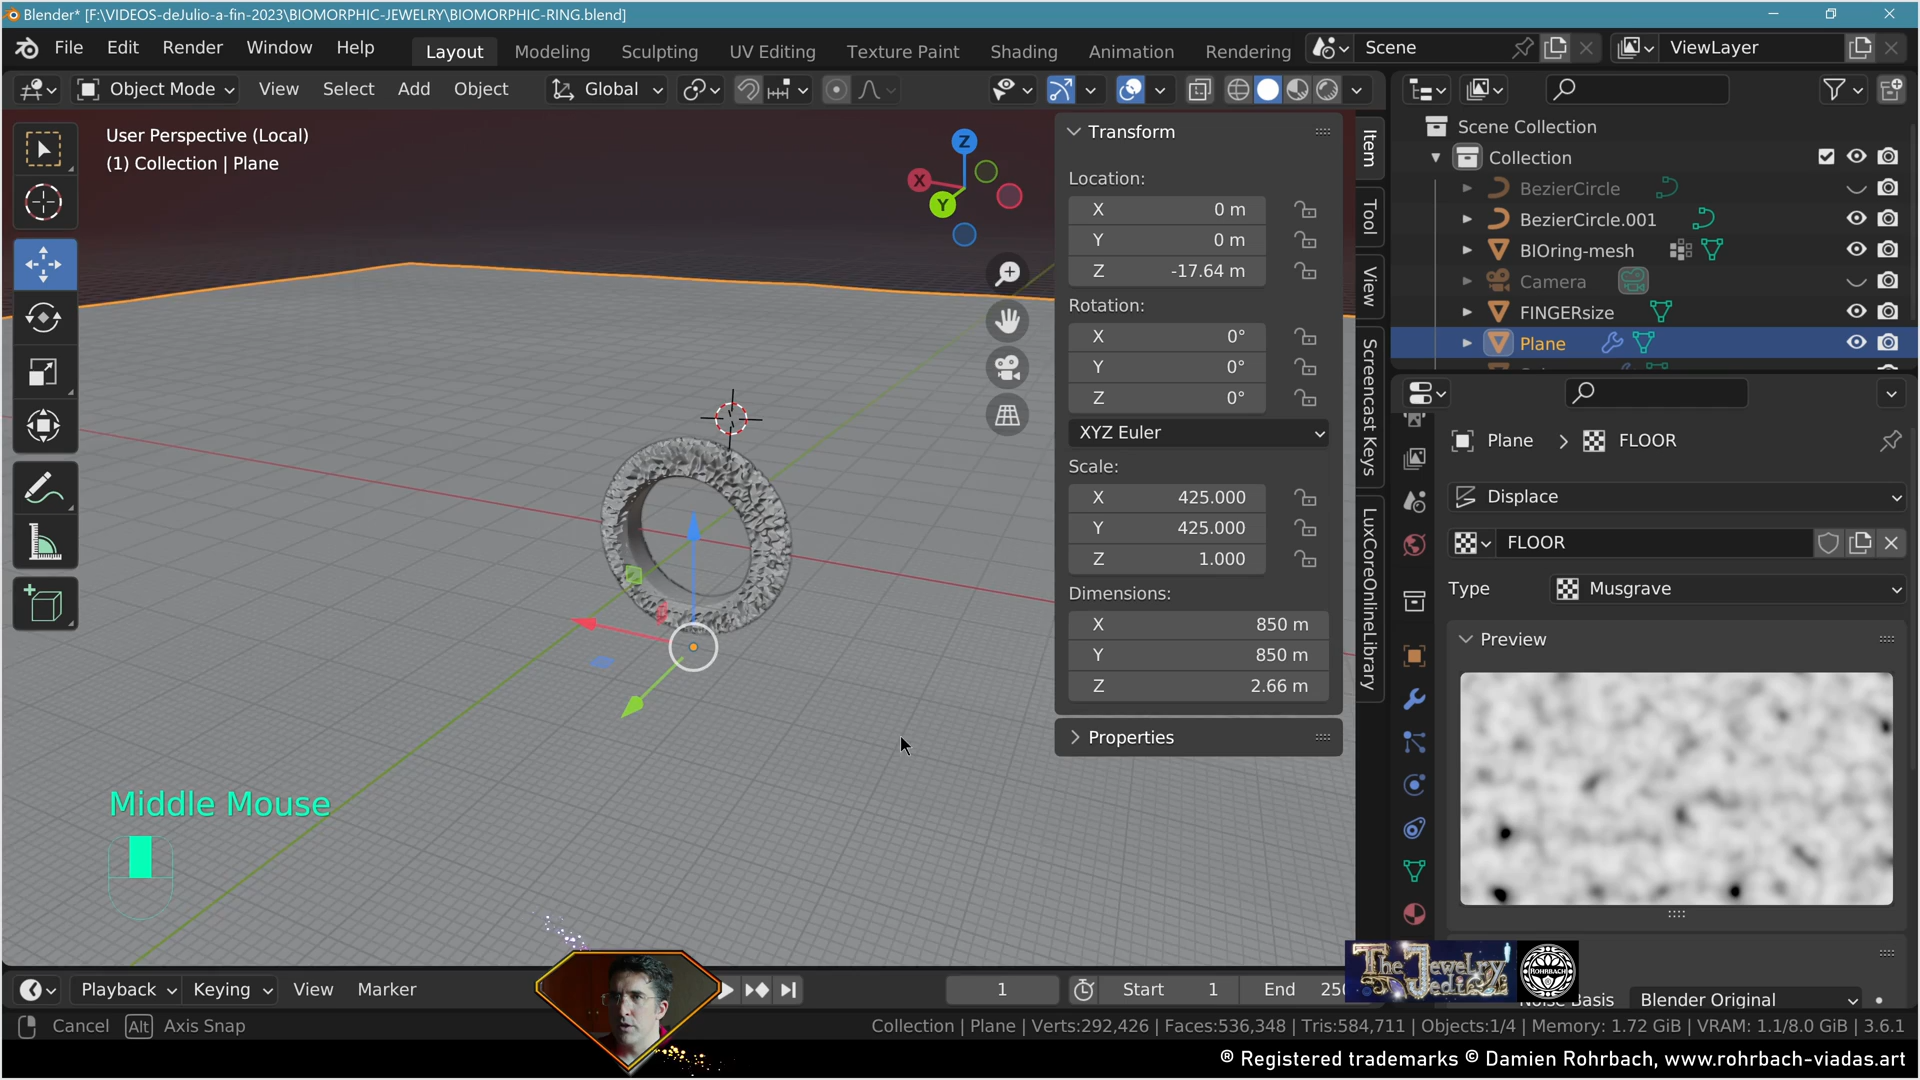 Blender* [F:\VIDEOS-deJulio-a-fin-2023\BIOMORPHIC-JEWELRY\BIOMORPHIC-RING.blend]
File Edit Render Window Help Layout Modeling Sculpting UV Editing Texture Paint Shading Animation Rendering Scene ViewLayer
Object Mode View Select Add Object Global
User Perspective (Local)
(1) Collection | Plane
Z
X
Y
Transform
Location:
X 0 m
Y 0 m
Z -17.64 m
Rotation:
X 0°
Y 0°
Z 0°
XYZ Euler
Scale:
X 425.000
Y 425.000
Z 1.000
Dimensions:
X 850 m
Y 850 m
Z 2.66 m
Properties
Item
Tool
View
Screencast Keys
LuxCoreOnlineLibrary
Scene Collection
Collection
BezierCircle
BezierCircle.001
BIOring-mesh
Camera
FINGERsize
Plane
Plane > FLOOR
Displace
FLOOR
Type Musgrave
Preview
Middle Mouse
The Jewelry Jedi
ROHRBACH
Basis Blender Original
Playback Keying View Marker 1 Start 1 End
Cancel Alt Axis Snap
Collection | Plane | Verts:292,426 | Faces:536,348 | Tris:584,711 | Objects:1/4 | Memory: 1.72 GiB | VRAM: 1.1/8.0 GiB | 3.6.1
® Registered trademarks © Damien Rohrbach, www.rohrbach-viadas.art